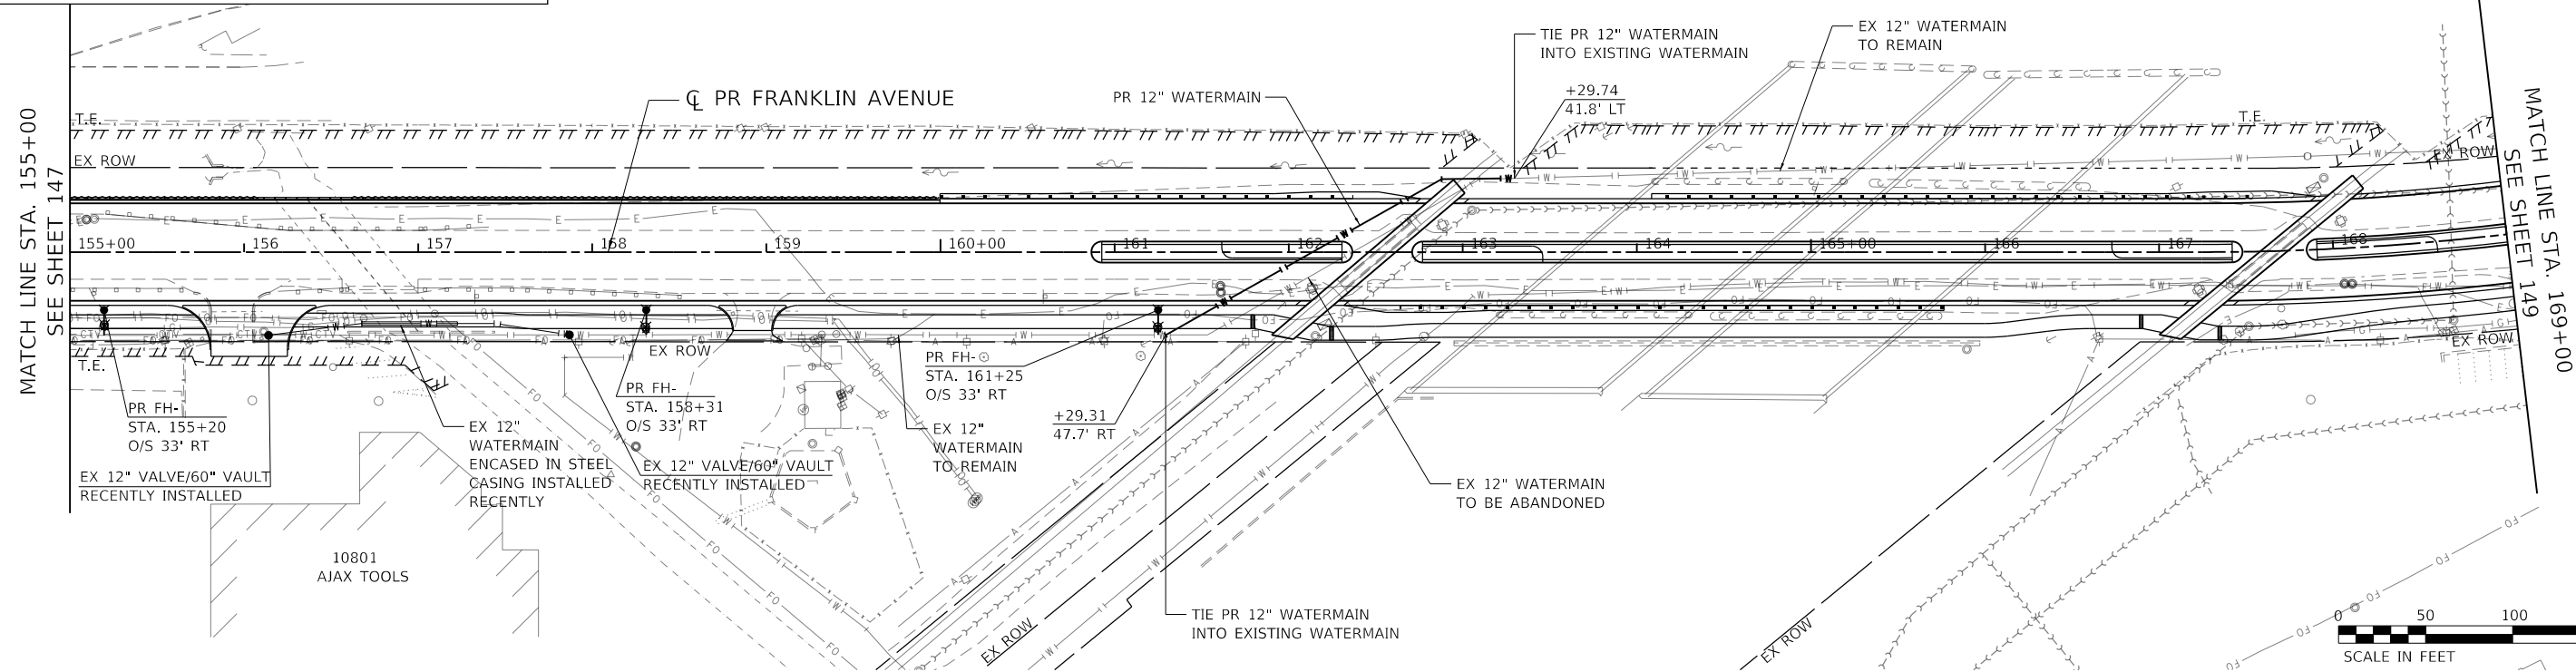 MATCH LINE STA. 155+00
SEE SHEET 147
T.E.
EX ROW
℄ PR FRANKLIN AVENUE
PR 12" WATERMAIN
TIE PR 12" WATERMAIN
INTO EXISTING WATERMAIN
+29.74
41.8' LT
EX 12" WATERMAIN
TO REMAIN
T.E.
EX ROW
MATCH LINE STA. 169+00
SEE SHEET 149
155+00
156
157
158
159
160+00
161
162
163
164
165+00
166
167
168
T.E.
PR FH-
STA. 155+20
O/S 33' RT
EX 12" VALVE/60" VAULT
RECENTLY INSTALLED
EX 12"
WATERMAIN
ENCASED IN STEEL
CASING INSTALLED
RECENTLY
EX ROW
PR FH-
STA. 158+31
O/S 33' RT
EX 12" VALVE/60" VAULT
RECENTLY INSTALLED
EX 12"
WATERMAIN
TO REMAIN
PR FH-
STA. 161+25
O/S 33' RT
+29.31
47.7' RT
EX 12" WATERMAIN
TO BE ABANDONED
TIE PR 12" WATERMAIN
INTO EXISTING WATERMAIN
EX ROW
EX ROW
EX ROW
10801
AJAX TOOLS
0 50 100
SCALE IN FEET